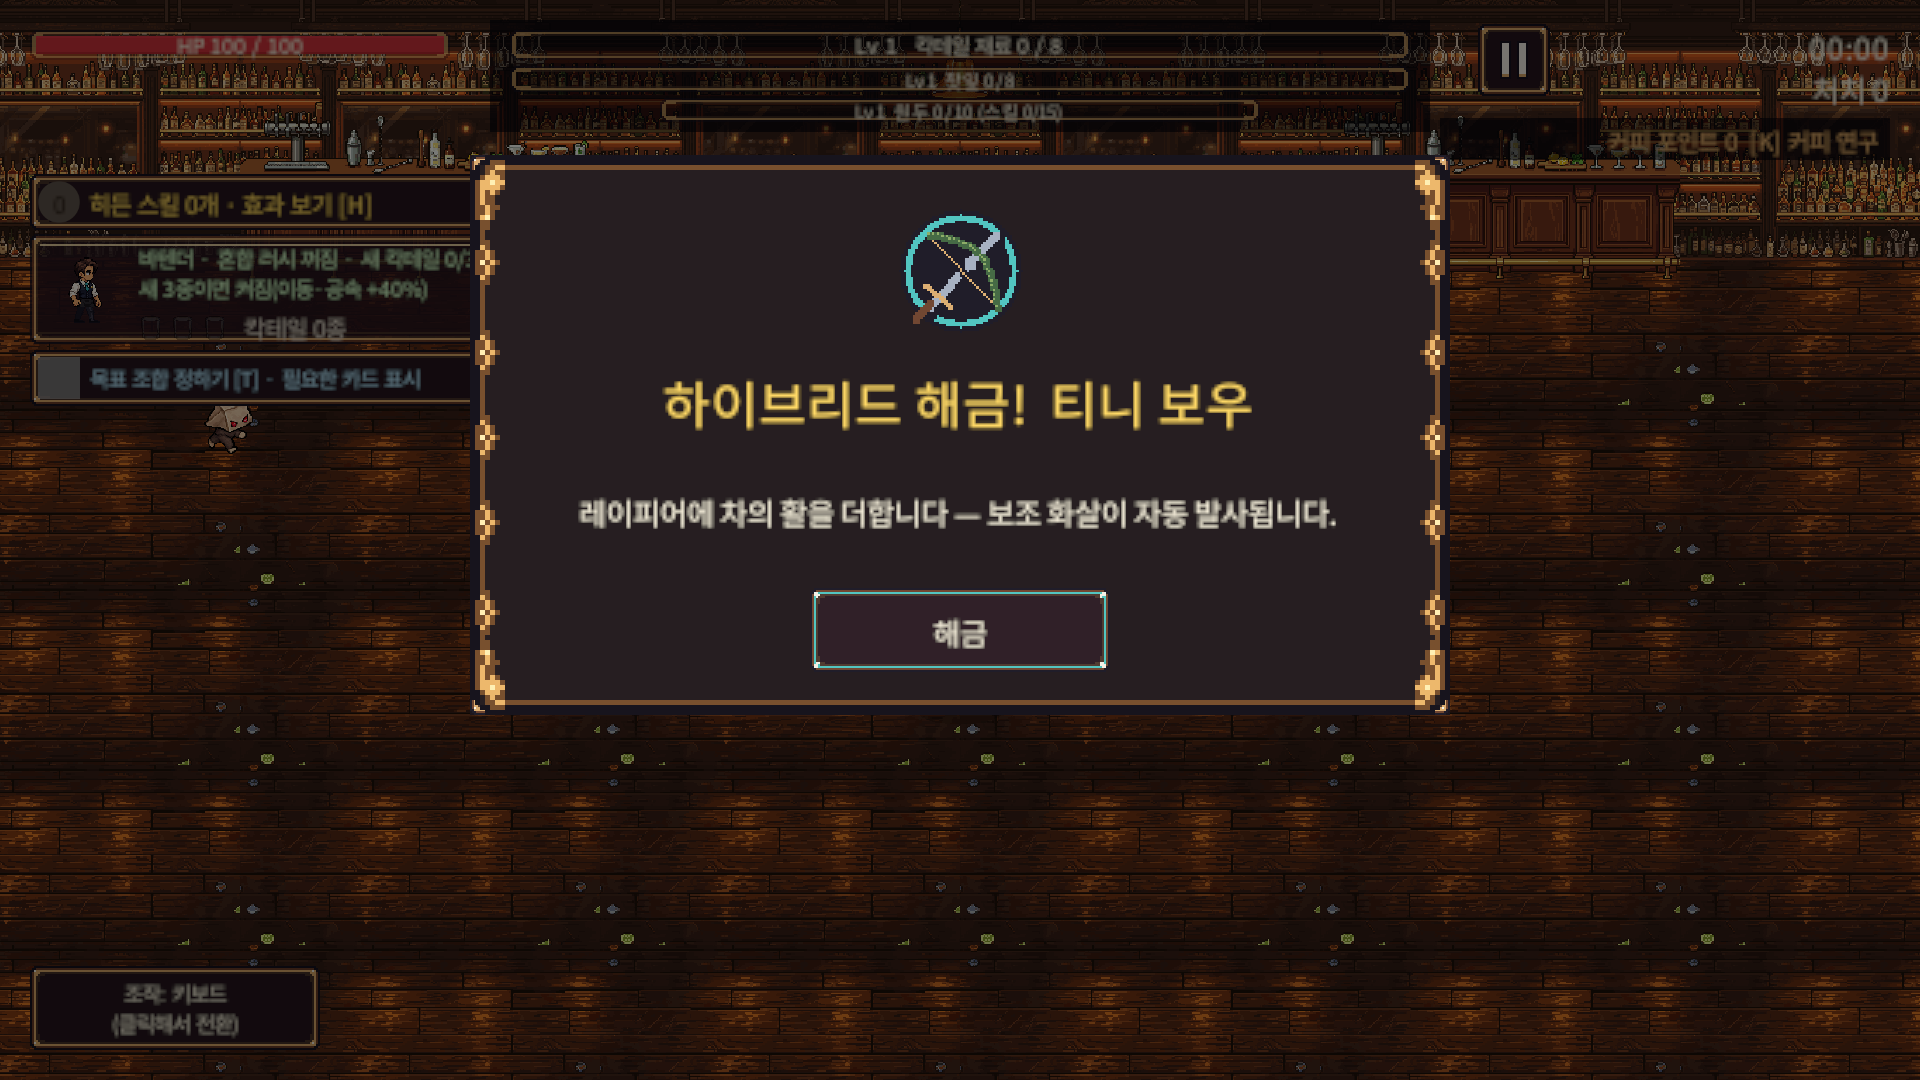 HP 100 / 100
Lv 1 칵테일 재료 0 / 8
Lv 1 찻잎 0/8
Lv 1 원두 0/10 (스킬 0/15)
00:00
처치 0
커피 포인트 0 [K] 커피 연구
0 히든 스킬 0개 · 효과 보기 [H]
바텐더 - 혼합 러시 꺼짐 - 새 칵테일 0/
새 3종이면 켜짐(이동·공속 +40%)
칵테일 0종
목표 조합 정하기 [T] - 필요한 카드 표시
하이브리드 해금! 티니 보우
레이피어에 차의 활을 더합니다 — 보조 화살이 자동 발사됩니다.
해금
조작: 키보드
(클릭해서 전환)